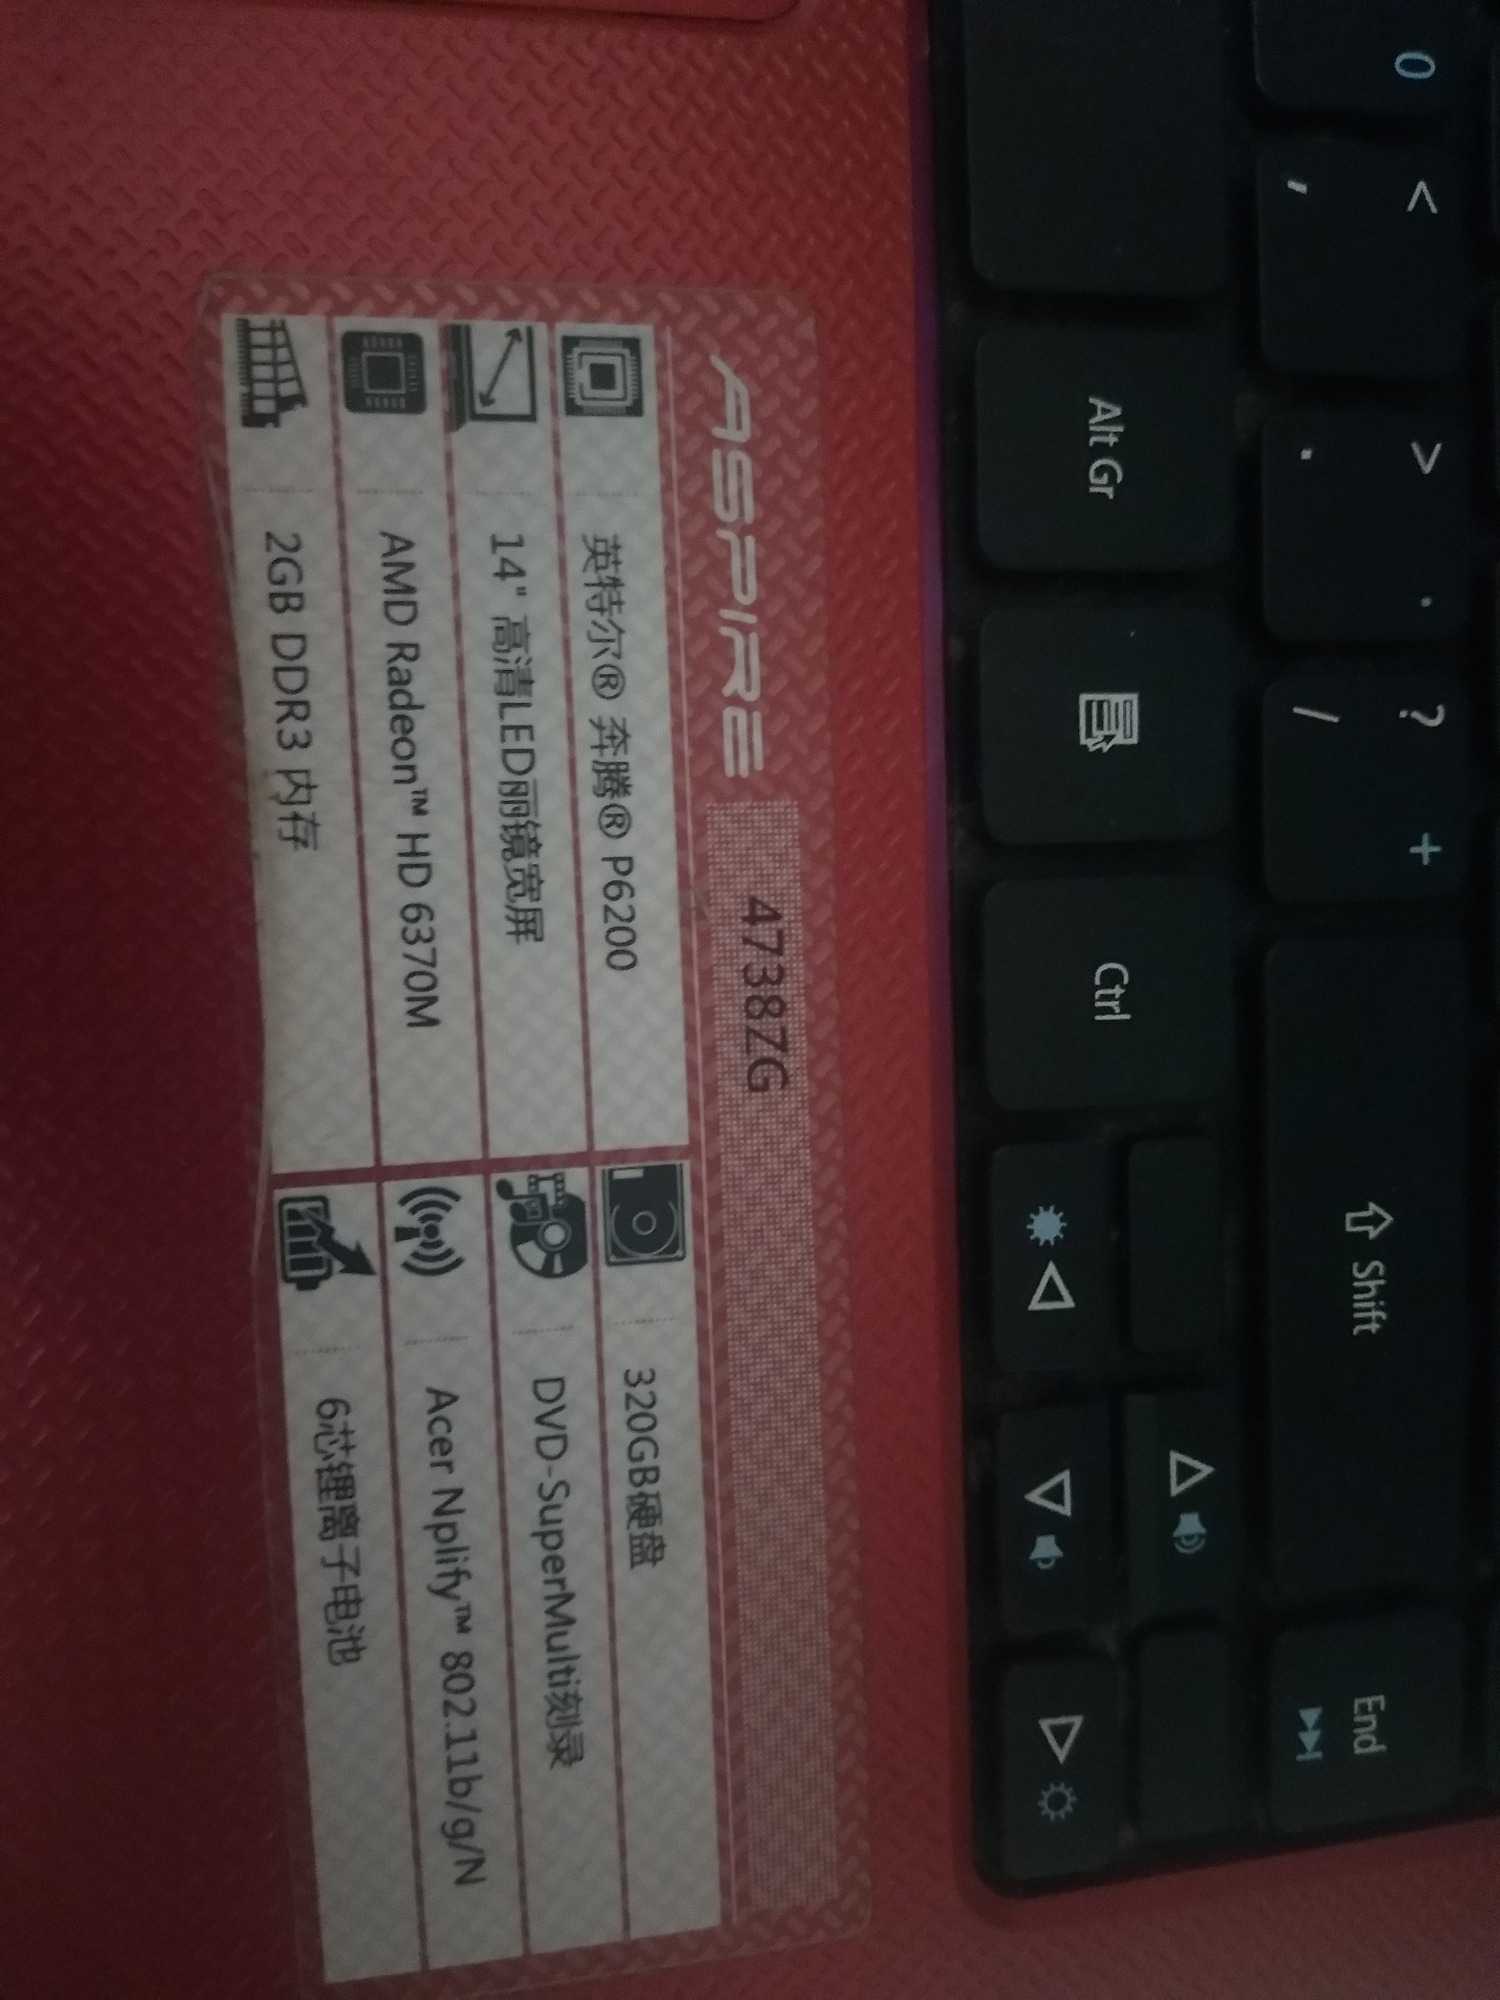 0
< ,
> .
? / +
Alt Gr
Ctrl
⇧ Shift
End
ASPIRE 4738ZG
英特尔® 奔腾® P6200
14" 高清LED丽镜宽屏
AMD Radeon™ HD 6370M
2GB DDR3 内存
320GB硬盘
DVD-SuperMulti刻录
Acer Nplify™ 802.11b/g/N
6芯锂离子电池